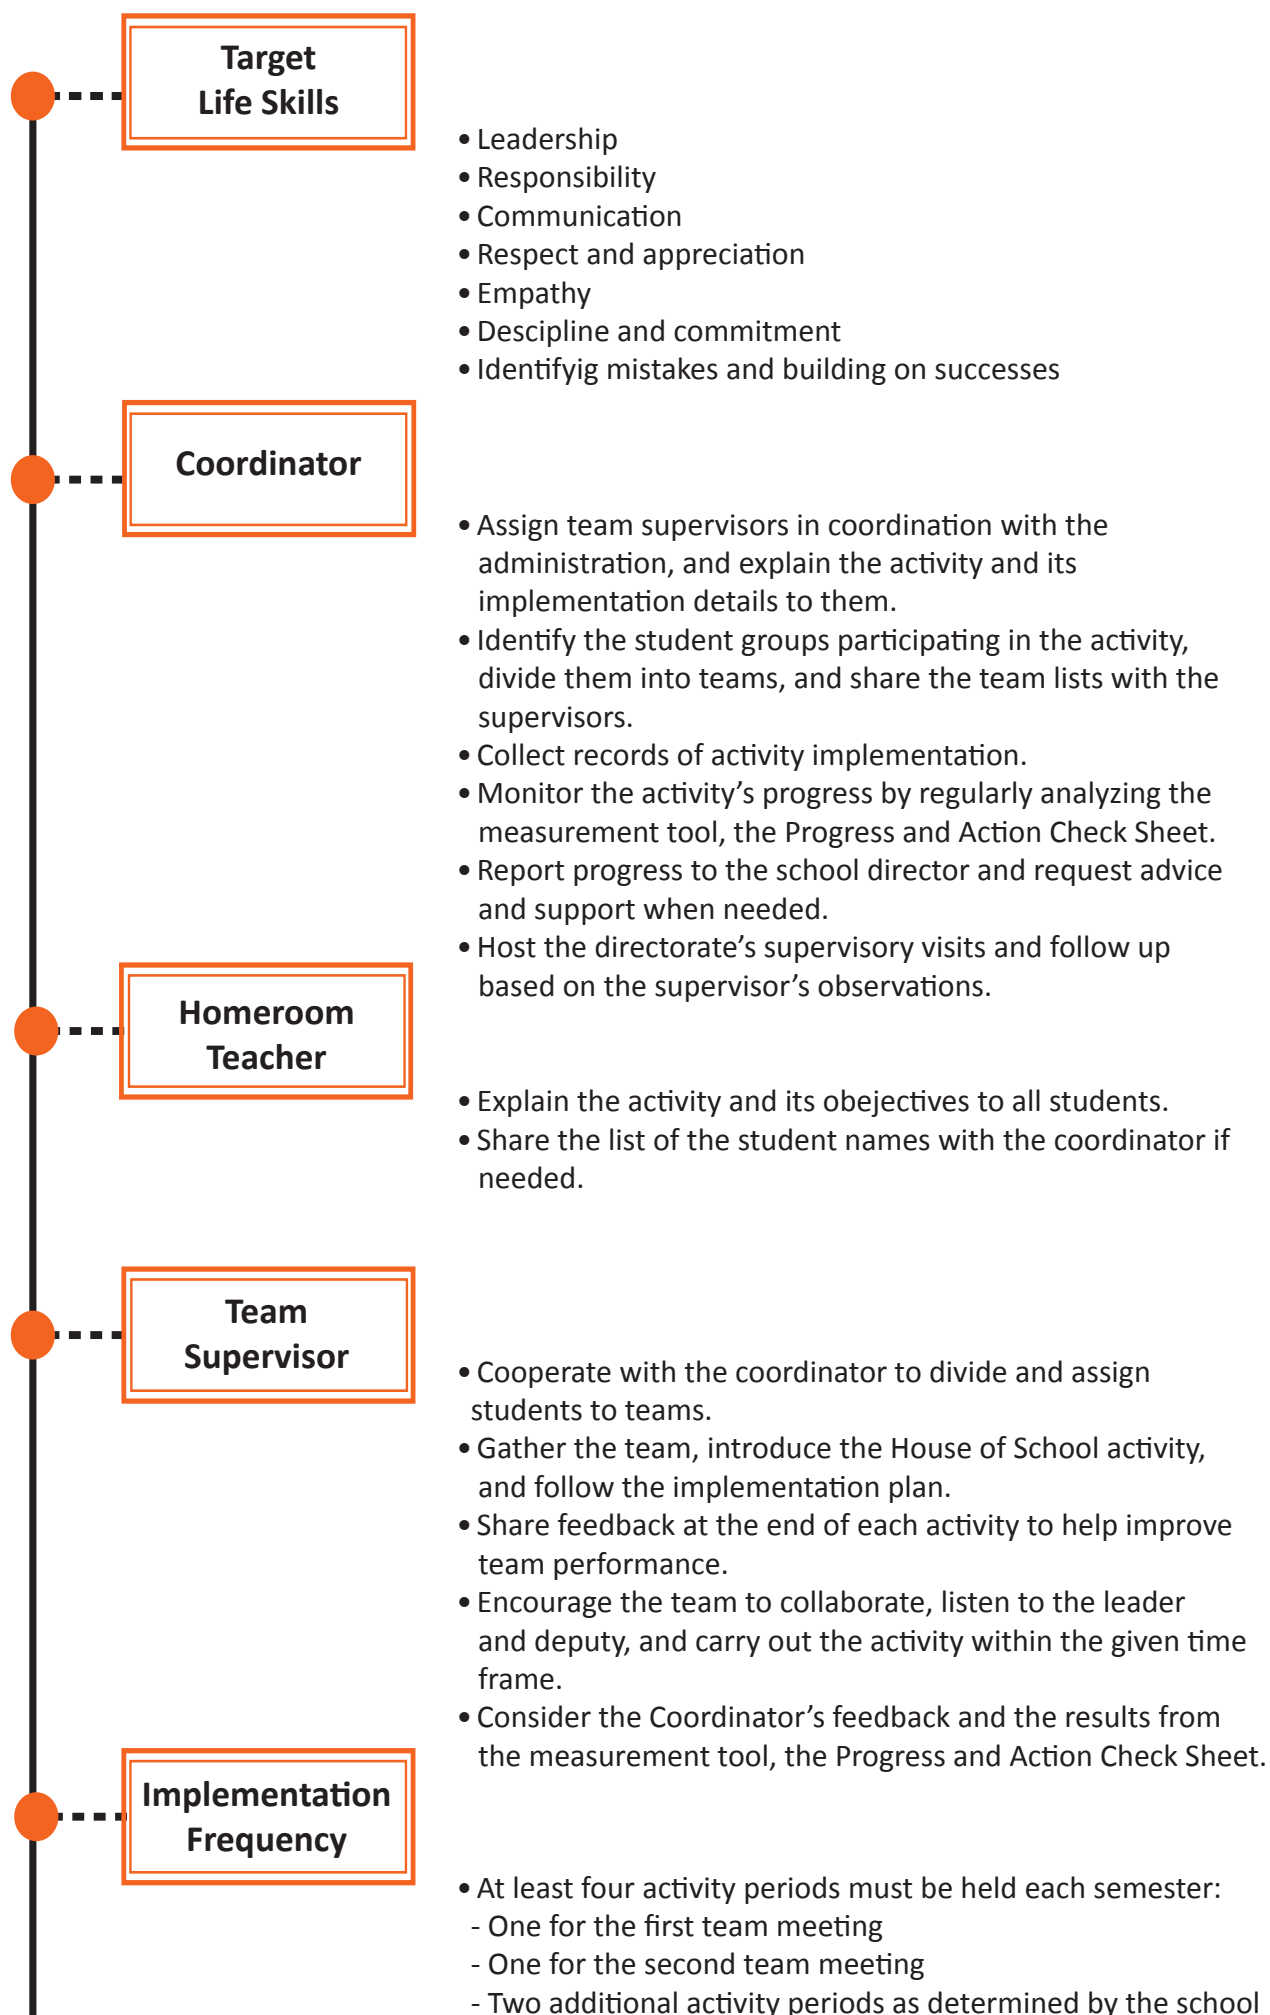 Target
Life Skills
• Leadership
• Responsibility
• Communication
• Respect and appreciation
• Empathy
• Descipline and commitment
• Identifyig mistakes and building on successes
Coordinator
• Assign team supervisors in coordination with the
administration, and explain the activity and its
implementation details to them.
• Identify the student groups participating in the activity,
divide them into teams, and share the team lists with the
supervisors.
• Collect records of activity implementation.
• Monitor the activity’s progress by regularly analyzing the
measurement tool, the Progress and Action Check Sheet.
• Report progress to the school director and request advice
and support when needed.
• Host the directorate’s supervisory visits and follow up
based on the supervisor’s observations.
Homeroom
Teacher
• Explain the activity and its obejectives to all students.
• Share the list of the student names with the coordinator if
needed.
Team
Supervisor
• Cooperate with the coordinator to divide and assign
students to teams.
• Gather the team, introduce the House of School activity,
and follow the implementation plan.
• Share feedback at the end of each activity to help improve
team performance.
• Encourage the team to collaborate, listen to the leader
and deputy, and carry out the activity within the given time
frame.
• Consider the Coordinator’s feedback and the results from
the measurement tool, the Progress and Action Check Sheet.
Implementation
Frequency
• At least four activity periods must be held each semester:
- One for the first team meeting
- One for the second team meeting
- Two additional activity periods as determined by the school